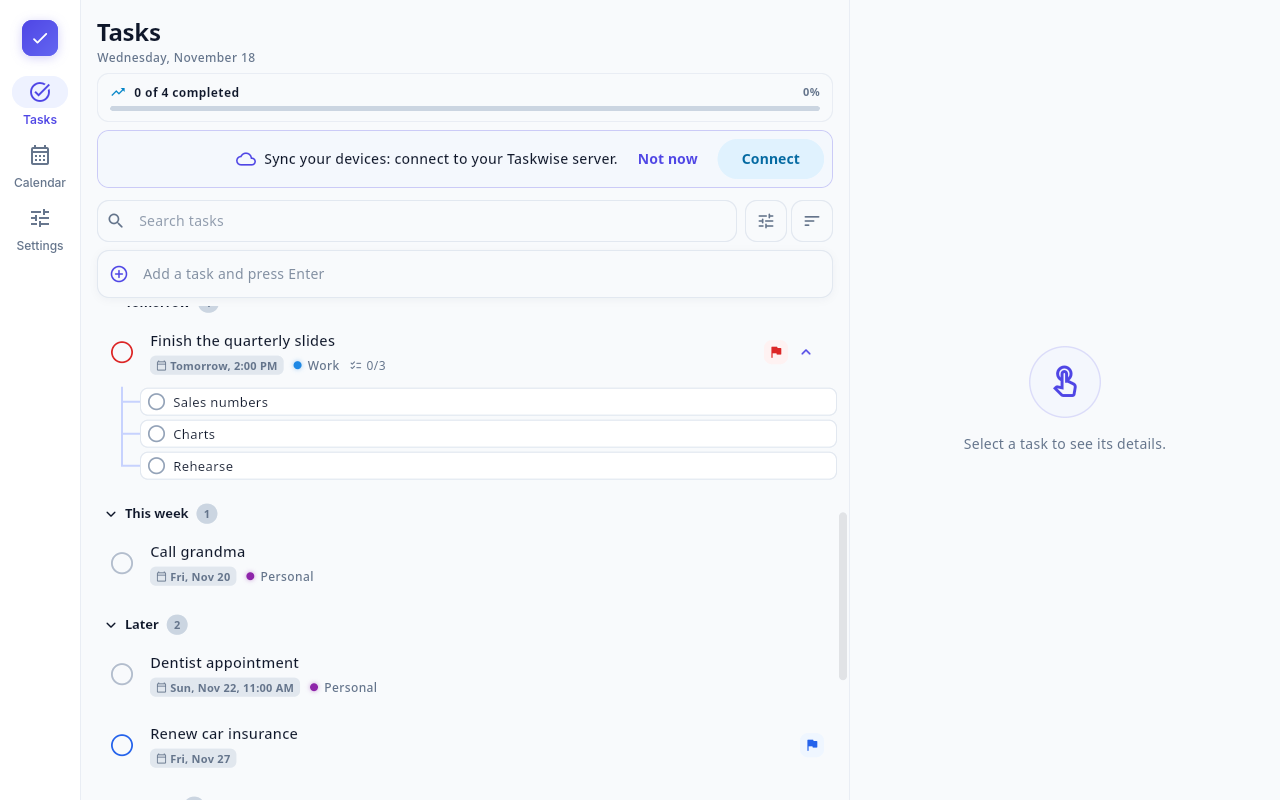 Tasks
Calendar
Settings
Tasks
Wednesday, November 18
0 of 4 completed
0%
Sync your devices: connect to your Taskwise server.
Not now
Connect
Search tasks
Add a task and press Enter
Tomorrow
Finish the quarterly slides
Tomorrow, 2:00 PM
Work
0/3
Sales numbers
Charts
Rehearse
This week
1
Call grandma
Fri, Nov 20
Personal
Later
2
Dentist appointment
Sun, Nov 22, 11:00 AM
Personal
Renew car insurance
Fri, Nov 27
Select a task to see its details.